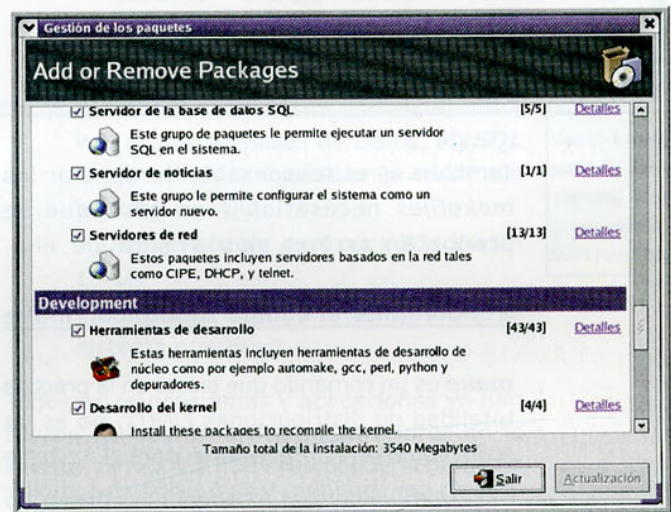 Gestión de los paquetes
Add or Remove Packages
Servidor de la base de datos SQL [5/5] Detalles
Este grupo de paquetes le permite ejecutar un servidor
SQL en el sistema.
Servidor de noticias [1/1] Detalles
Este grupo le permite configurar el sistema como un
servidor nuevo.
Servidores de red [13/13] Detalles
Estos paquetes incluyen servidores basados en la red tales
como CIPE, DHCP, y telnet.
Development
Herramientas de desarrollo [43/43] Detalles
Estas herramientas incluyen herramientas de desarrollo de
núcleo como por ejemplo automake, gcc, perl, python y
depuradores.
Desarrollo del kernel [4/4] Detalles
Install these packages to recompile the kernel.
Tamaño total de la instalación: 3540 Megabytes
Salir
Actualización